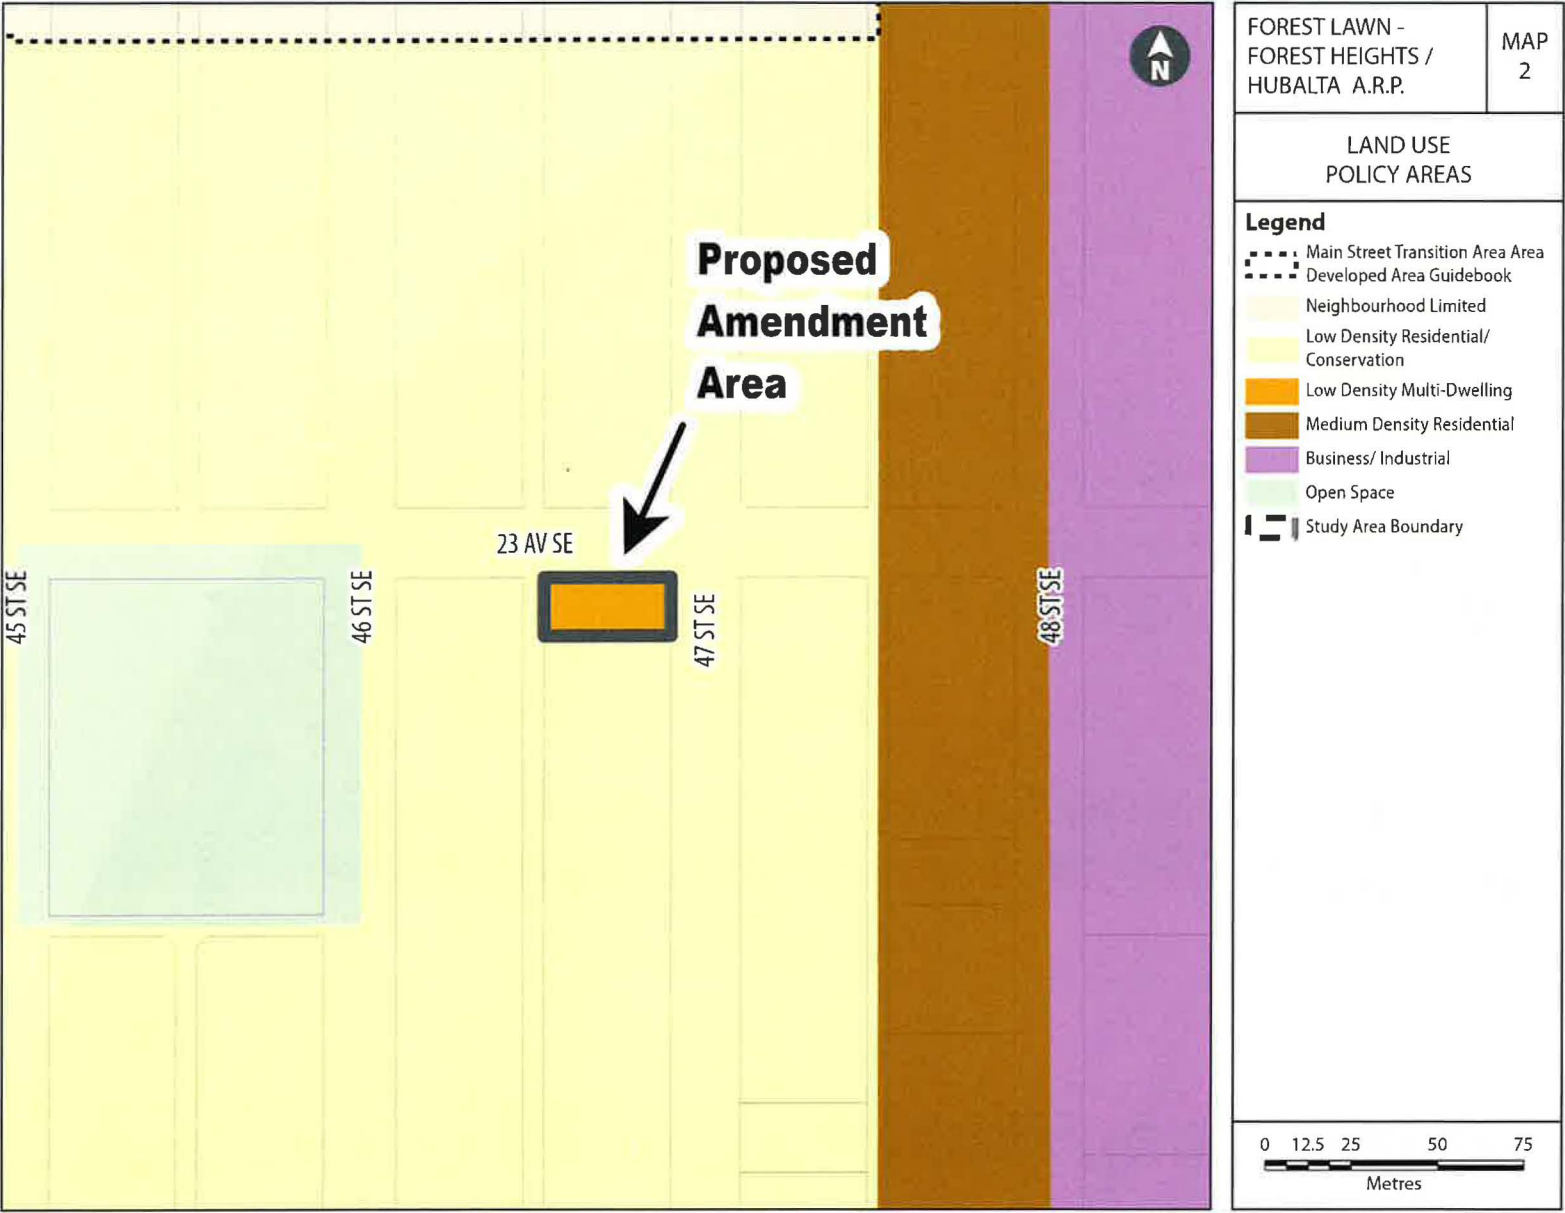 N
Proposed
Amendment
Area
23 AV SE
45 ST SE
46 ST SE
47 ST SE
48 ST SE
FOREST LAWN -
FOREST HEIGHTS /
HUBALTA A.R.P.
MAP
2
LAND USE
POLICY AREAS
Legend
Main Street Transition Area Area
Developed Area Guidebook
Neighbourhood Limited
Low Density Residential/
Conservation
Low Density Multi-Dwelling
Medium Density Residential
Business/ Industrial
Open Space
Study Area Boundary
0 12.5 25 50 75
Metres